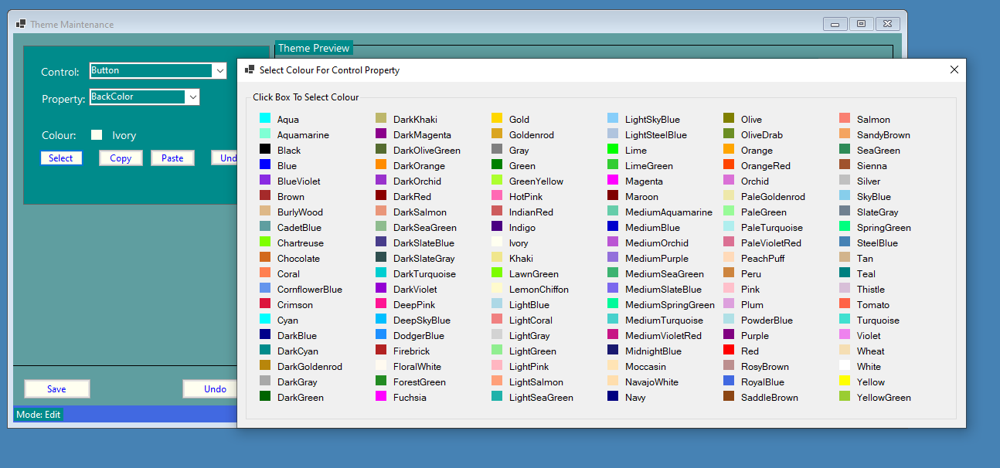 Theme Maintenance
Theme Preview
Control: Button
Property: BackColor
Colour: Ivory
Select Copy Paste
Save Undo
Mode: Edit
Select Colour For Control Property
Click Box To Select Colour
Aqua
Aquamarine
Black
Blue
BlueViolet
Brown
BurlyWood
CadetBlue
Chartreuse
Chocolate
Coral
CornflowerBlue
Crimson
Cyan
DarkBlue
DarkCyan
DarkGoldenrod
DarkGray
DarkGreen
DarkKhaki
DarkMagenta
DarkOliveGreen
DarkOrange
DarkOrchid
DarkRed
DarkSalmon
DarkSeaGreen
DarkSlateBlue
DarkSlateGray
DarkTurquoise
DarkViolet
DeepPink
DeepSkyBlue
DodgerBlue
Firebrick
FloralWhite
ForestGreen
Fuchsia
Gold
Goldenrod
Gray
Green
GreenYellow
HotPink
IndianRed
Indigo
Ivory
Khaki
LawnGreen
LemonChiffon
LightBlue
LightCoral
LightGray
LightGreen
LightPink
LightSalmon
LightSeaGreen
LightSkyBlue
LightSteelBlue
Lime
LimeGreen
Magenta
Maroon
MediumAquamarine
MediumBlue
MediumOrchid
MediumPurple
MediumSeaGreen
MediumSlateBlue
MediumSpringGreen
MediumTurquoise
MediumVioletRed
MidnightBlue
Moccasin
NavajoWhite
Navy
Olive
OliveDrab
Orange
OrangeRed
Orchid
PaleGoldenrod
PaleGreen
PaleTurquoise
PaleVioletRed
PeachPuff
Peru
Pink
Plum
PowderBlue
Purple
Red
RosyBrown
RoyalBlue
SaddleBrown
Salmon
SandyBrown
SeaGreen
Sienna
Silver
SkyBlue
SlateGray
SpringGreen
SteelBlue
Tan
Teal
Thistle
Tomato
Turquoise
Violet
Wheat
White
Yellow
YellowGreen